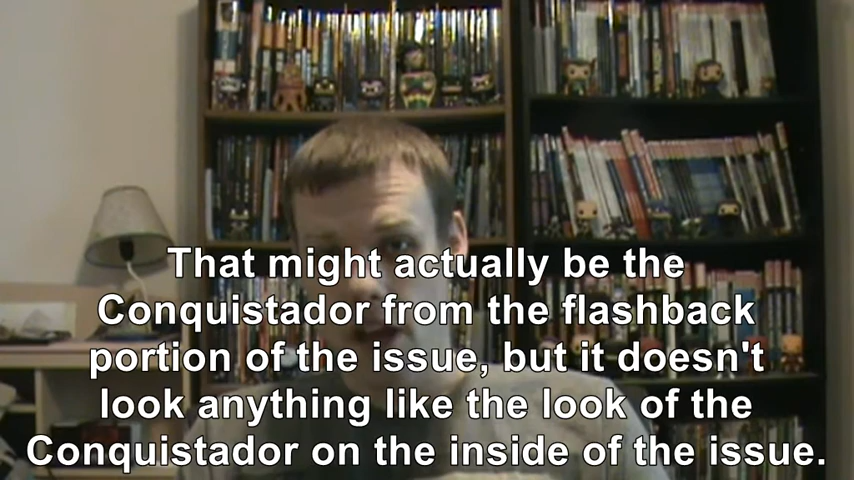 That might actually be the
Conquistador from the flashback
portion of the issue, but it doesn't
look anything like the look of the
Conquistador on the inside of the issue.